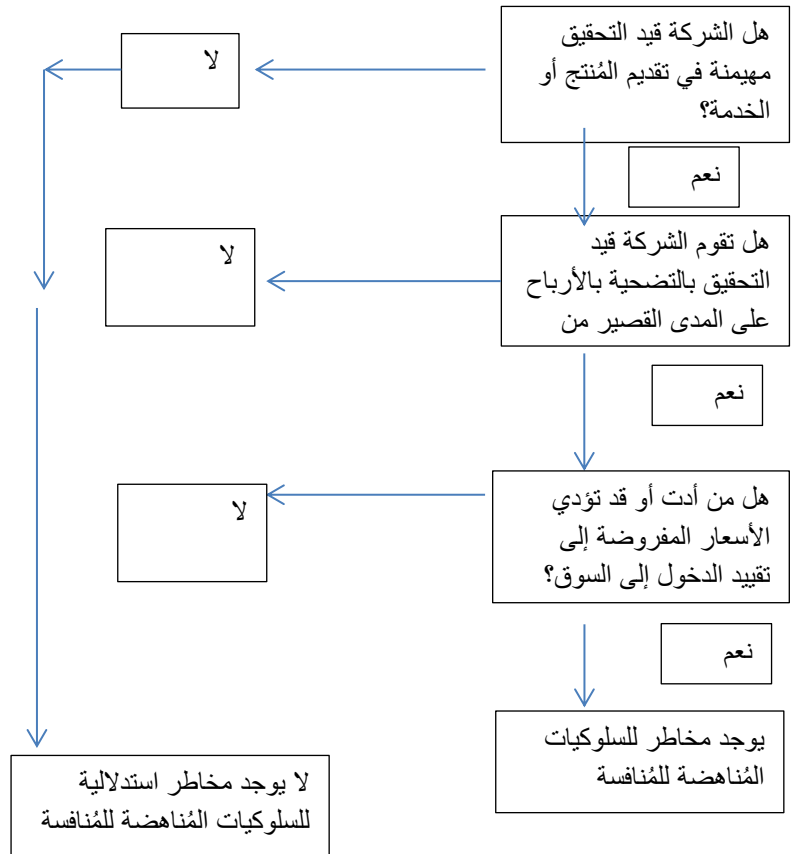 هل الشركة قيد التحقيق
مهيمنة في تقديم المُنتج أو
الخدمة؟
لا
نعم
هل تقوم الشركة قيد
التحقيق بالتضحية بالأرباح
على المدى القصير من
لا
نعم
هل من أدت أو قد تؤدي
الأسعار المفروضة إلى
تقييد الدخول إلى السوق؟
لا
نعم
يوجد مخاطر للسلوكيات
المُناهضة للمُنافسة
لا يوجد مخاطر استدلالية
للسلوكيات المُناهضة للمُنافسة